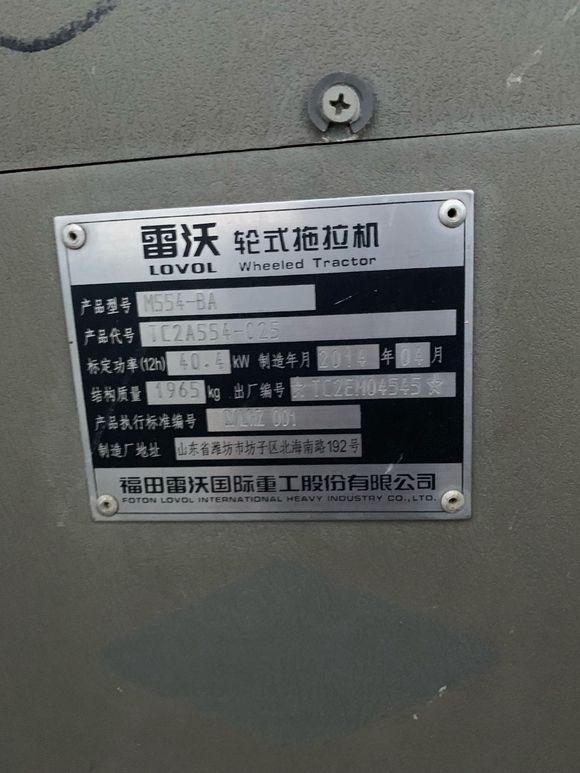 雷沃 轮式拖拉机
LOVOL Wheeled Tractor
产品型号 M554-BA
产品代号 TC2A554-C25
标定功率(12h) 40.4 kW 制造年月 2014 年 04 月
结构质量 1965 kg 出厂编号 ☆TC2EM04545☆
产品执行标准编号 001
制造厂地址 山东省潍坊市坊子区北海南路192号
福田雷沃国际重工股份有限公司
FOTON LOVOL INTERNATIONAL HEAVY INDUSTRY CO.,LTD.